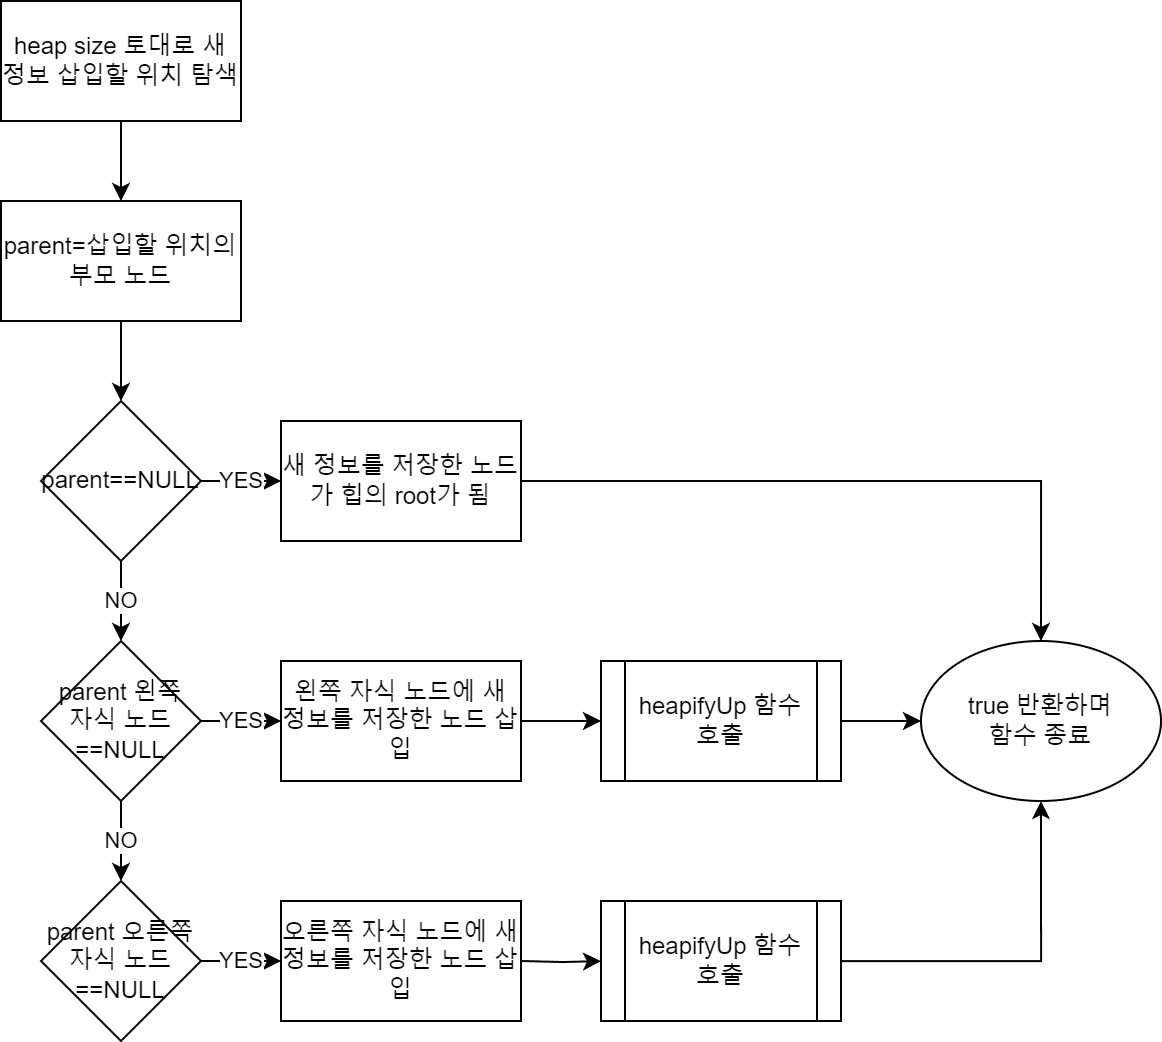 heap size 토대로 새
정보 삽입할 위치 탐색
parent=삽입할 위치의
부모 노드
parent==NULL
YES
새 정보를 저장한 노드
가 힙의 root가 됨
NO
parent 왼쪽
자식 노드
==NULL
YES
왼쪽 자식 노드에 새
정보를 저장한 노드 삽
입
heapifyUp 함수
호출
true 반환하며
함수 종료
NO
parent 오른쪽
자식 노드
==NULL
YES
오른쪽 자식 노드에 새
정보를 저장한 노드 삽
입
heapifyUp 함수
호출